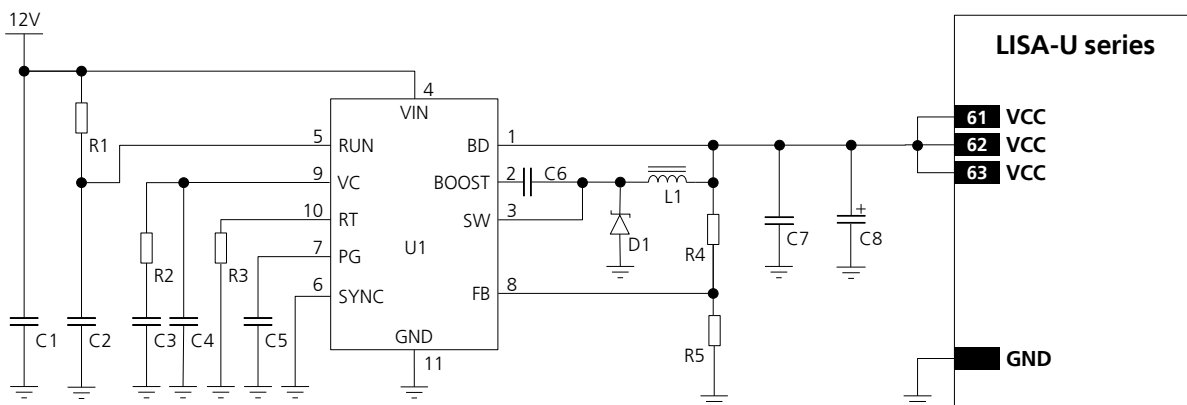 12V
LISA-U series
4
VIN
R1
5
RUN
BD
1
61 VCC
62 VCC
63 VCC
9
VC
BOOST
2
C6
L1
10
RT
SW
3
R2
R3
7
PG
U1
D1
R4
C7
C8
+
6
SYNC
FB
8
C1
C2
C3
C4
C5
GND
11
R5
GND